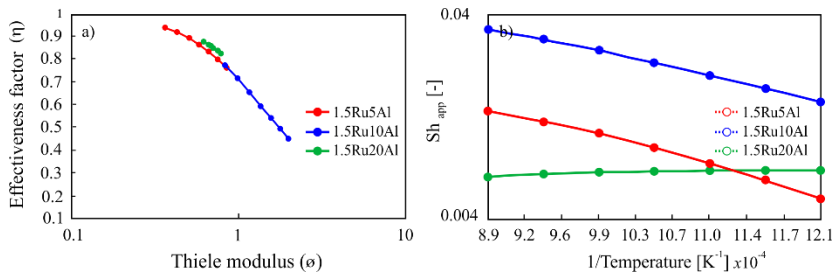 a)
Effectiveness factor (η)
1
0.9
0.8
0.7
0.6
0.5
0.4
0.3
0.2
0.1
0.1 1 10
Thiele modulus (ø)
1.5Ru5Al
1.5Ru10Al
1.5Ru20Al
b)
Sh app [-]
0.04
0.004
8.9 9.2 9.6 9.9 10.3 10.7 11.0 11.4 11.7 12.1
1/Temperature [K⁻¹] x10⁻⁴
1.5Ru5Al
1.5Ru10Al
1.5Ru20Al